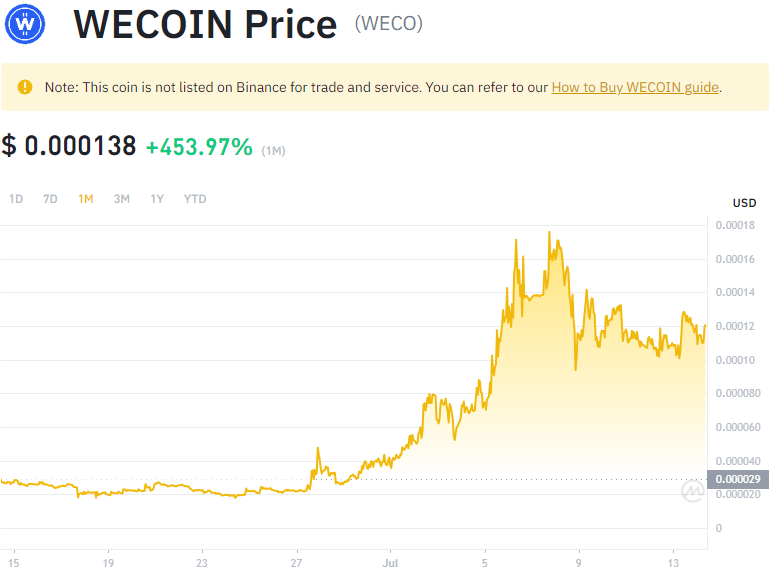 WECOIN Price (WECO)
Note: This coin is not listed on Binance for trade and service. You can refer to our How to Buy WECOIN guide.
$ 0.000138 +453.97% (1M)
1D 7D 1M 3M 1Y YTD
USD
0.00018
0.00016
0.00014
0.00012
0.00010
0.000080
0.000060
0.000040
0.000029
0.000020
0
15 19 23 27 Jul 5 9 13